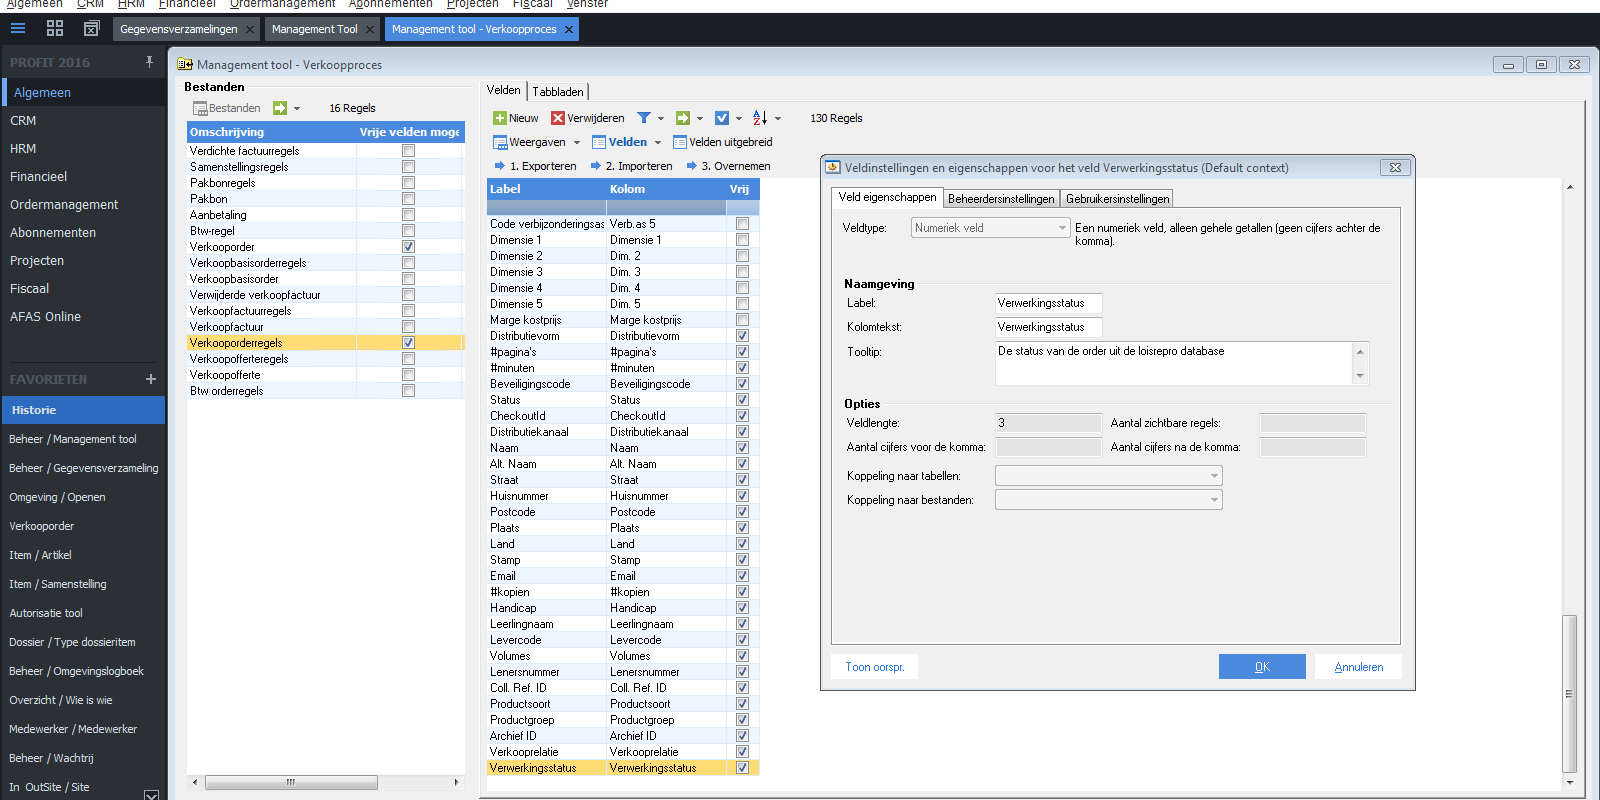 Algemeen CRM HRM Financieel Ordermanagement Abonnementen Projecten Fiscaal Venster
Gegevensverzamelingen Management Tool Management tool - Verkoopproces
PROFIT 2016
Algemeen
CRM
HRM
Financieel
Ordermanagement
Abonnementen
Projecten
Fiscaal
AFAS Online
FAVORIETEN
Historie
Beheer / Management tool
Beheer / Gegevensverzameling
Omgeving / Openen
Verkooporder
Item / Artikel
Item / Samenstelling
Autorisatie tool
Dossier / Type dossieritem
Beheer / Omgevingslogboek
Overzicht / Wie is wie
Medewerker / Medewerker
Beheer / Wachtrij
In OutSite / Site
Management tool - Verkoopproces
Bestanden
Bestanden 16 Regels
Omschrijving Vrije velden moge
Verdichte factuurregels
Samenstellingsregels
Pakbonregels
Pakbon
Aanbetaling
Btw-regel
Verkooporder
Verkoopbasisorderregels
Verkoopbasisorder
Verwijderde verkoopfactuur
Verkoopfactuurregels
Verkoopfactuur
Verkooporderregels
Verkoopofferteregels
Verkoopofferte
Btw orderregels
Velden Tabbladen
Nieuw Verwijderen 130 Regels
Weergaven Velden Velden uitgebreid
1. Exporteren 2. Importeren 3. Overnemen
Label Kolom Vrij
Code verbijzonderingsas Verb.as 5
Dimensie 1 Dimensie 1
Dimensie 2 Dim. 2
Dimensie 3 Dim. 3
Dimensie 4 Dim. 4
Dimensie 5 Dim. 5
Marge kostprijs Marge kostprijs
Distributievorm Distributievorm
#pagina's #pagina's
#minuten #minuten
Beveiligingscode Beveiligingscode
Status Status
CheckoutId CheckoutId
Distributiekanaal Distributiekanaal
Naam Naam
Alt. Naam Alt. Naam
Straat Straat
Huisnummer Huisnummer
Postcode Postcode
Plaats Plaats
Land Land
Stamp Stamp
Email Email
#kopien #kopien
Handicap Handicap
Leerlingnaam Leerlingnaam
Levercode Levercode
Volumes Volumes
Lenersnummer Lenersnummer
Coll. Ref. ID Coll. Ref. ID
Productsoort Productsoort
Productgroep Productgroep
Archief ID Archief ID
Verkooprelatie Verkooprelatie
Verwerkingsstatus Verwerkingsstatus
Veldinstellingen en eigenschappen voor het veld Verwerkingsstatus (Default context)
Veld eigenschappen Beheerdersinstellingen Gebruikersinstellingen
Veldtype: Numeriek veld Een numeriek veld, alleen gehele getallen (geen cijfers achter de
komma).
Naamgeving
Label: Verwerkingsstatus
Kolomtekst: Verwerkingsstatus
Tooltip: De status van de order uit de loisrepro database
Opties
Veldlengte: 3 Aantal zichtbare regels:
Aantal cijfers voor de komma: Aantal cijfers na de komma:
Koppeling naar tabellen:
Koppeling naar bestanden:
Toon oorspr. OK Annuleren